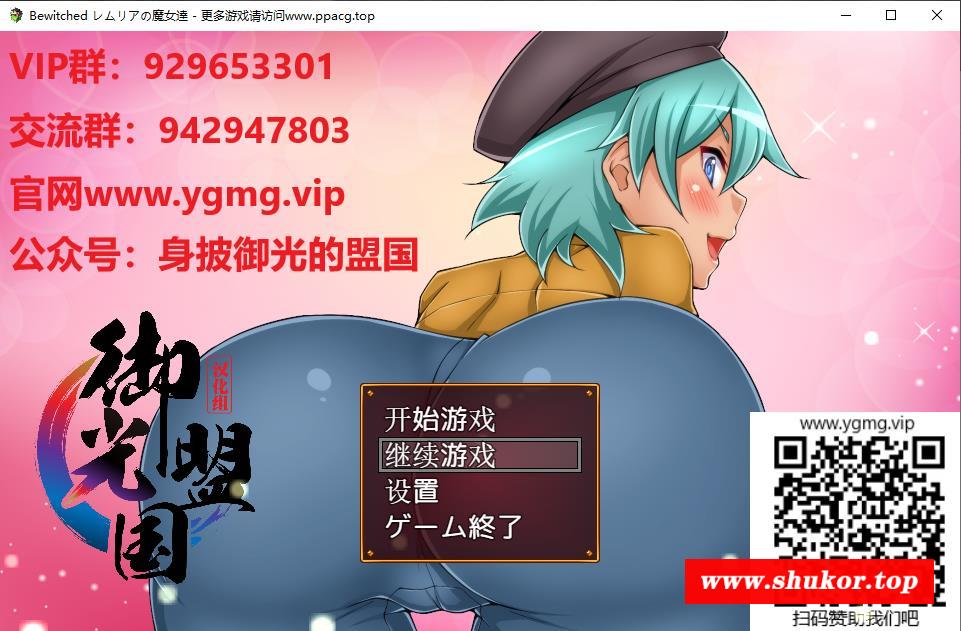 Bewitched レムリアの魔女達 - 更多游戏请访问www.ppacg.top
VIP群：929653301
交流群：942947803
官网www.ygmg.vip
公众号：身披御光的盟国
御光盟国
汉化组
开始游戏
继续游戏
设置
ゲーム終了
www.ygmg.vip
www.shukor.top
扫码赞助我们吧